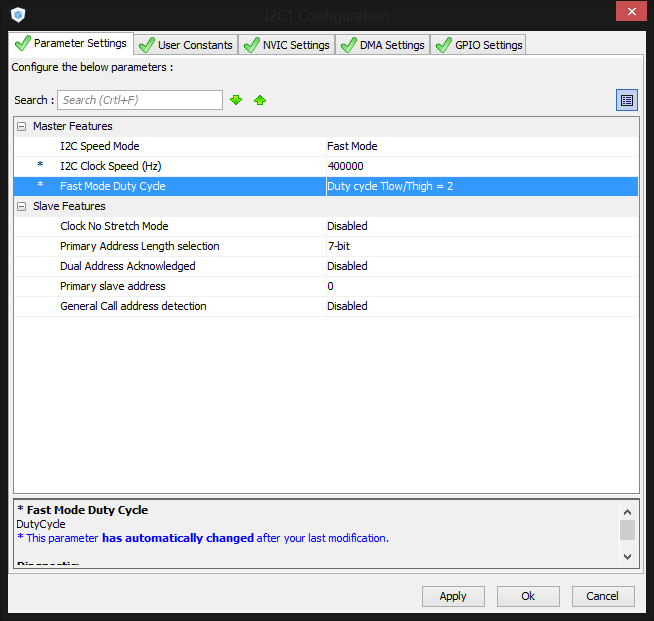 I2C1 Configuration
Parameter Settings User Constants NVIC Settings DMA Settings GPIO Settings
Configure the below parameters :
Search : Search (Crtl+F)
Master Features
I2C Speed Mode Fast Mode
* I2C Clock Speed (Hz) 400000
* Fast Mode Duty Cycle Duty cycle Tlow/Thigh = 2
Slave Features
Clock No Stretch Mode Disabled
Primary Address Length selection 7-bit
Dual Address Acknowledged Disabled
Primary slave address 0
General Call address detection Disabled
* Fast Mode Duty Cycle
DutyCycle
* This parameter has automatically changed after your last modification.
Apply Ok Cancel